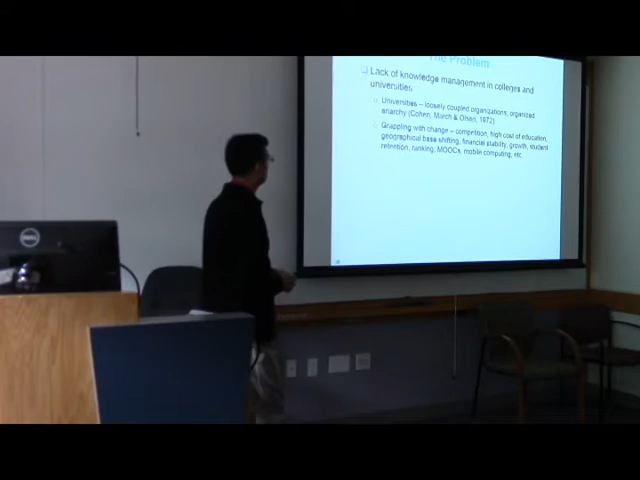 The Problem
Lack of knowledge management in colleges and
universities
Universities – loosely coupled organizations, organized
anarchy (Cohen, March & Olsen, 1972)
Grappling with change – competition, high cost of education,
geographical base shifting, financial stability, growth, student
retention, ranking, MOOCs, mobile computing, etc.
DELL